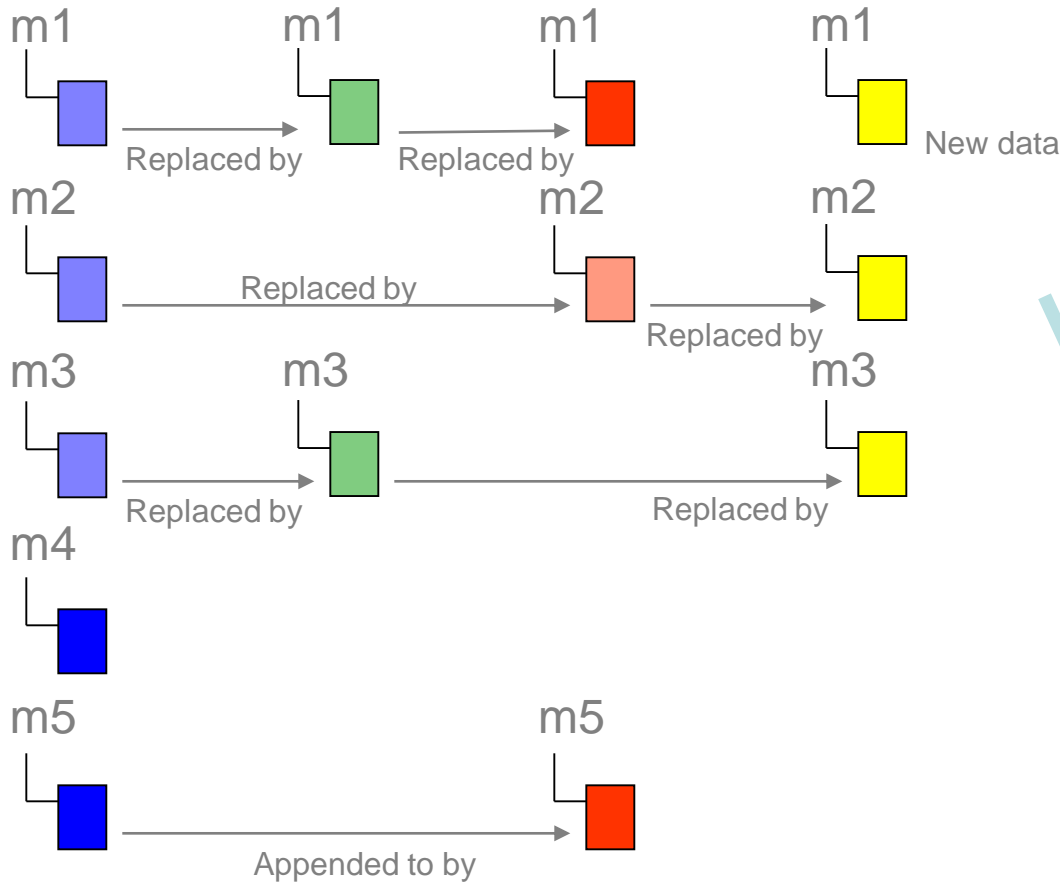 m1 m1 m1 m1
Replaced by Replaced by New data
m2 m2 m2
Replaced by
Replaced by
m3 m3 m3
Replaced by Replaced by
m4
m5 m5
Appended to by